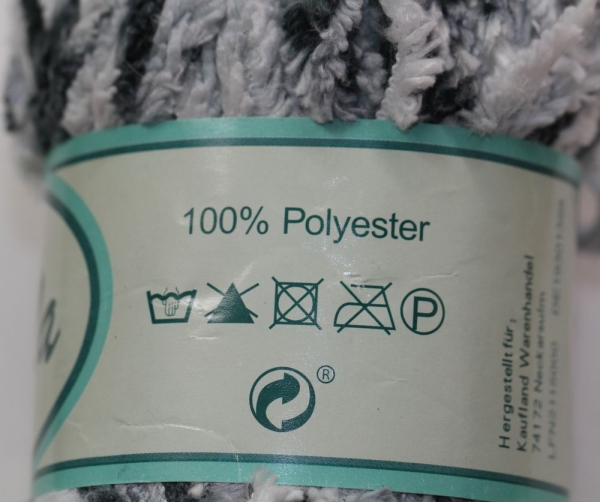 100% Polyester
P
®
Hergestellt für:
Kaufland Warenhandel
74172 Neckarsulm